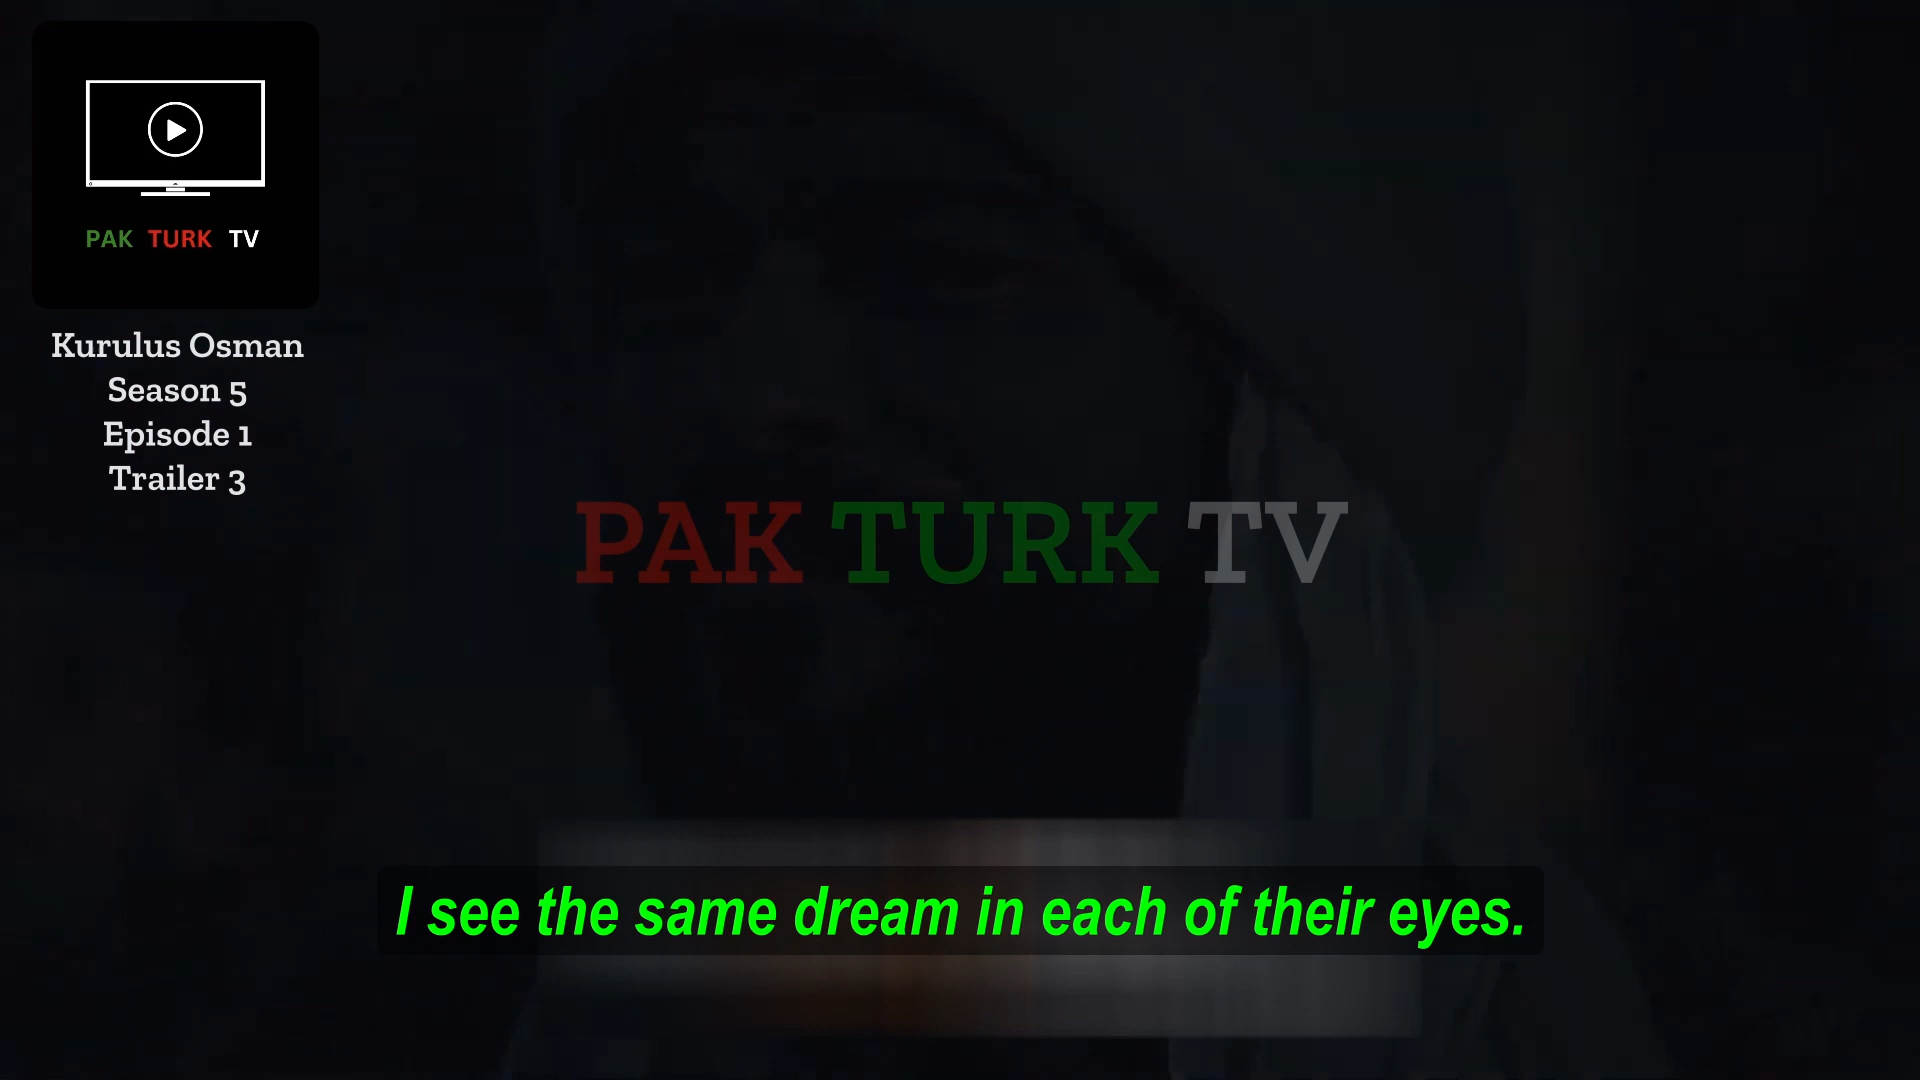 PAK TURK TV
Kurulus Osman
Season 5
Episode 1
Trailer 3
PAK TURK TV
I see the same dream in each of their eyes.